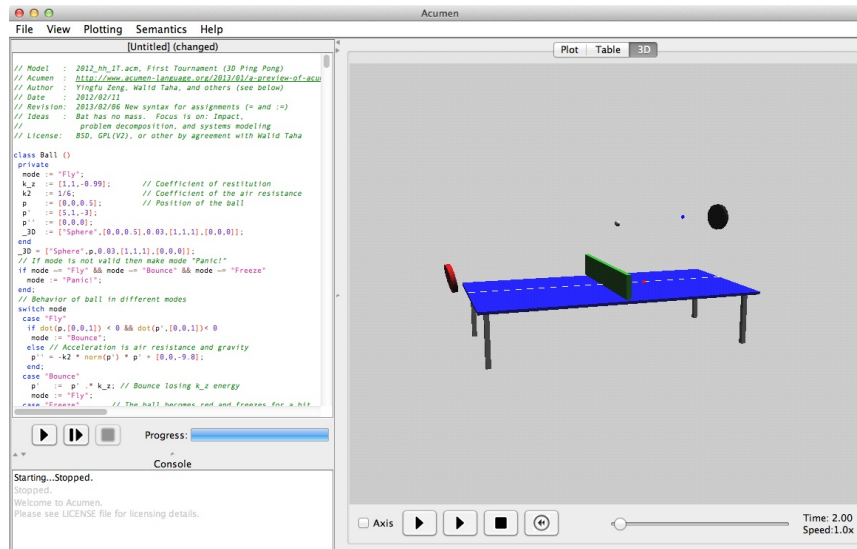 Acumen
File View Plotting Semantics Help
[Untitled] (changed)
// Model : 2012_hh_1T.acm, First Tournament (3D Ping Pong)
// Acumen : http://www.acumen-language.org/2013/01/a-preview-of-acu
// Author : Yingfu Zeng, Walid Taha, and others (see below)
// Date : 2012/02/11
// Revision: 2013/02/06 New syntax for assignments (= and :=)
// Ideas : Bat has no mass. Focus is on: Impact,
// problem decomposition, and systems modeling
// License: BSD, GPL(V2), or other by agreement with Walid Taha
class Ball ()
private
mode := "Fly";
k_z := [1,1,-0.99]; // Coefficient of restitution
k2 := 1/6; // Coefficient of the air resistance
p := [0,0,0.5]; // Position of the ball
p' := [5,1,-3];
p'' := [0,0,0];
_3D := ["Sphere",[0,0,0.5],0.03,[1,1,1],[0,0,0]];
end
_3D = ["Sphere",p,0.03,[1,1,1],[0,0,0]];
// If mode is not valid then make mode "Panic!"
if mode ~= "Fly" && mode ~= "Bounce" && mode ~= "Freeze"
mode := "Panic!";
end;
// Behavior of ball in different modes
switch mode
case "Fly"
if dot(p,[0,0,1]) < 0 && dot(p',[0,0,1])< 0
mode := "Bounce";
else // Acceleration is air resistance and gravity
p'' = -k2 * norm(p') * p' + [0,0,-9.8];
end;
case "Bounce"
p' := p' .* k_z; // Bounce losing k_z energy
mode := "Fly";
case "Freeze" // The ball becomes red and freezes for a bit
Progress:
Console
Starting...Stopped.
Stopped.
Welcome to Acumen.
Please see LICENSE file for licensing details.
Plot Table 3D
Axis
Time: 2.00
Speed:1.0x